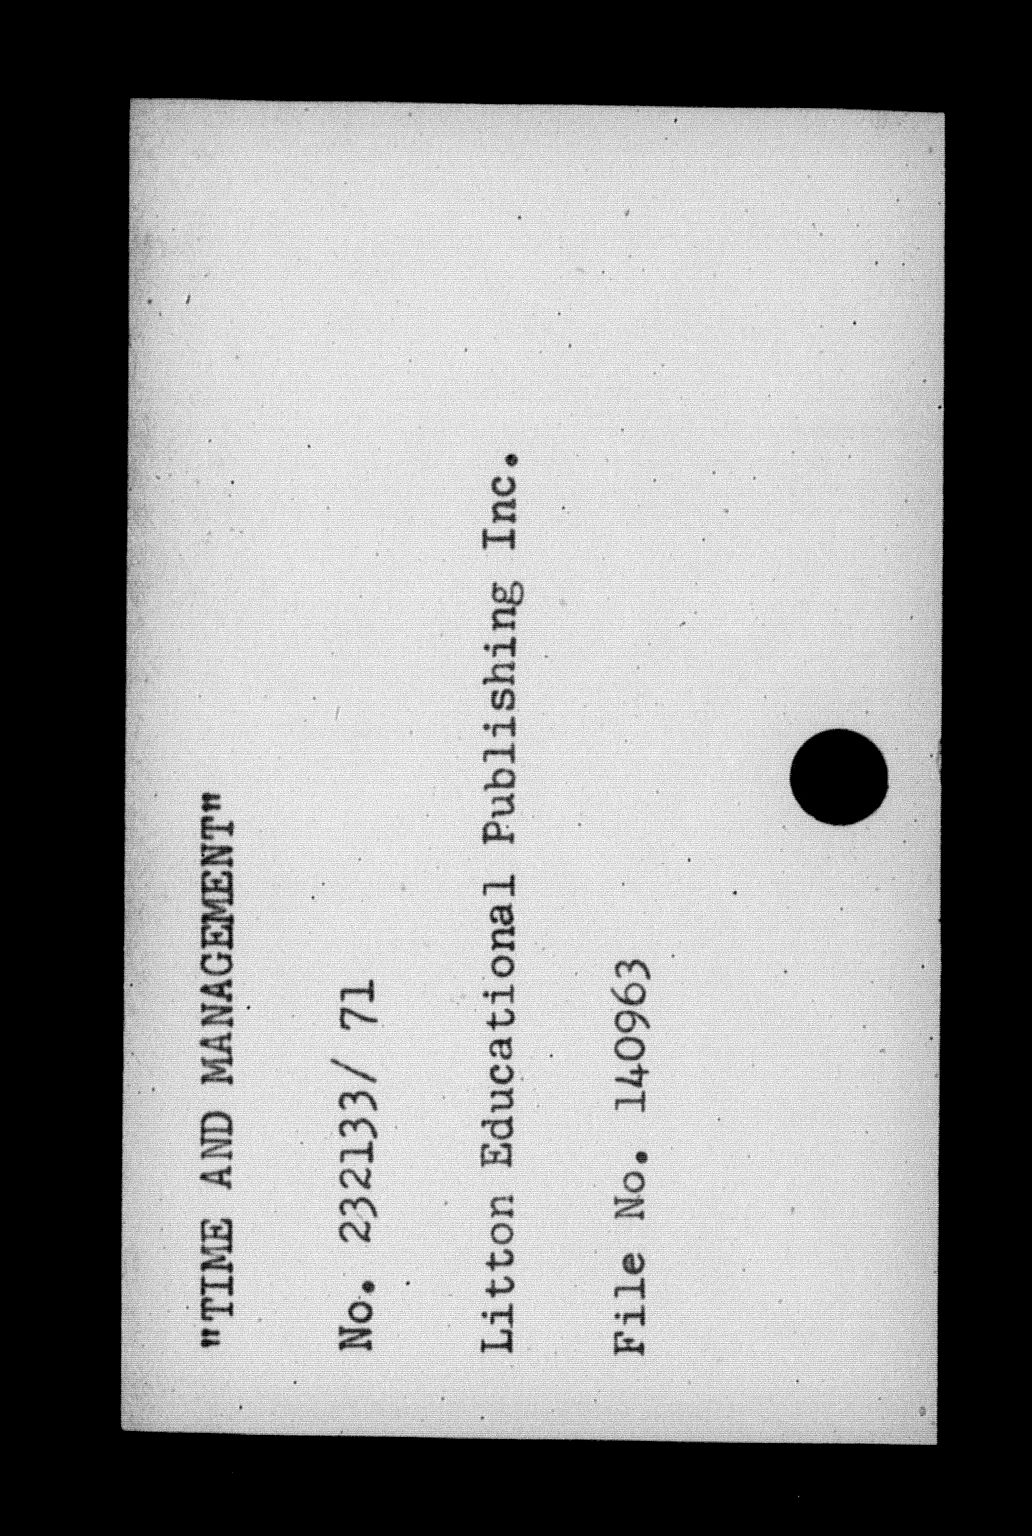 "TIME AND MANAGEMENT"
No. 232133/ 71
Litton Educational Publishing Inc.
File No. 140963